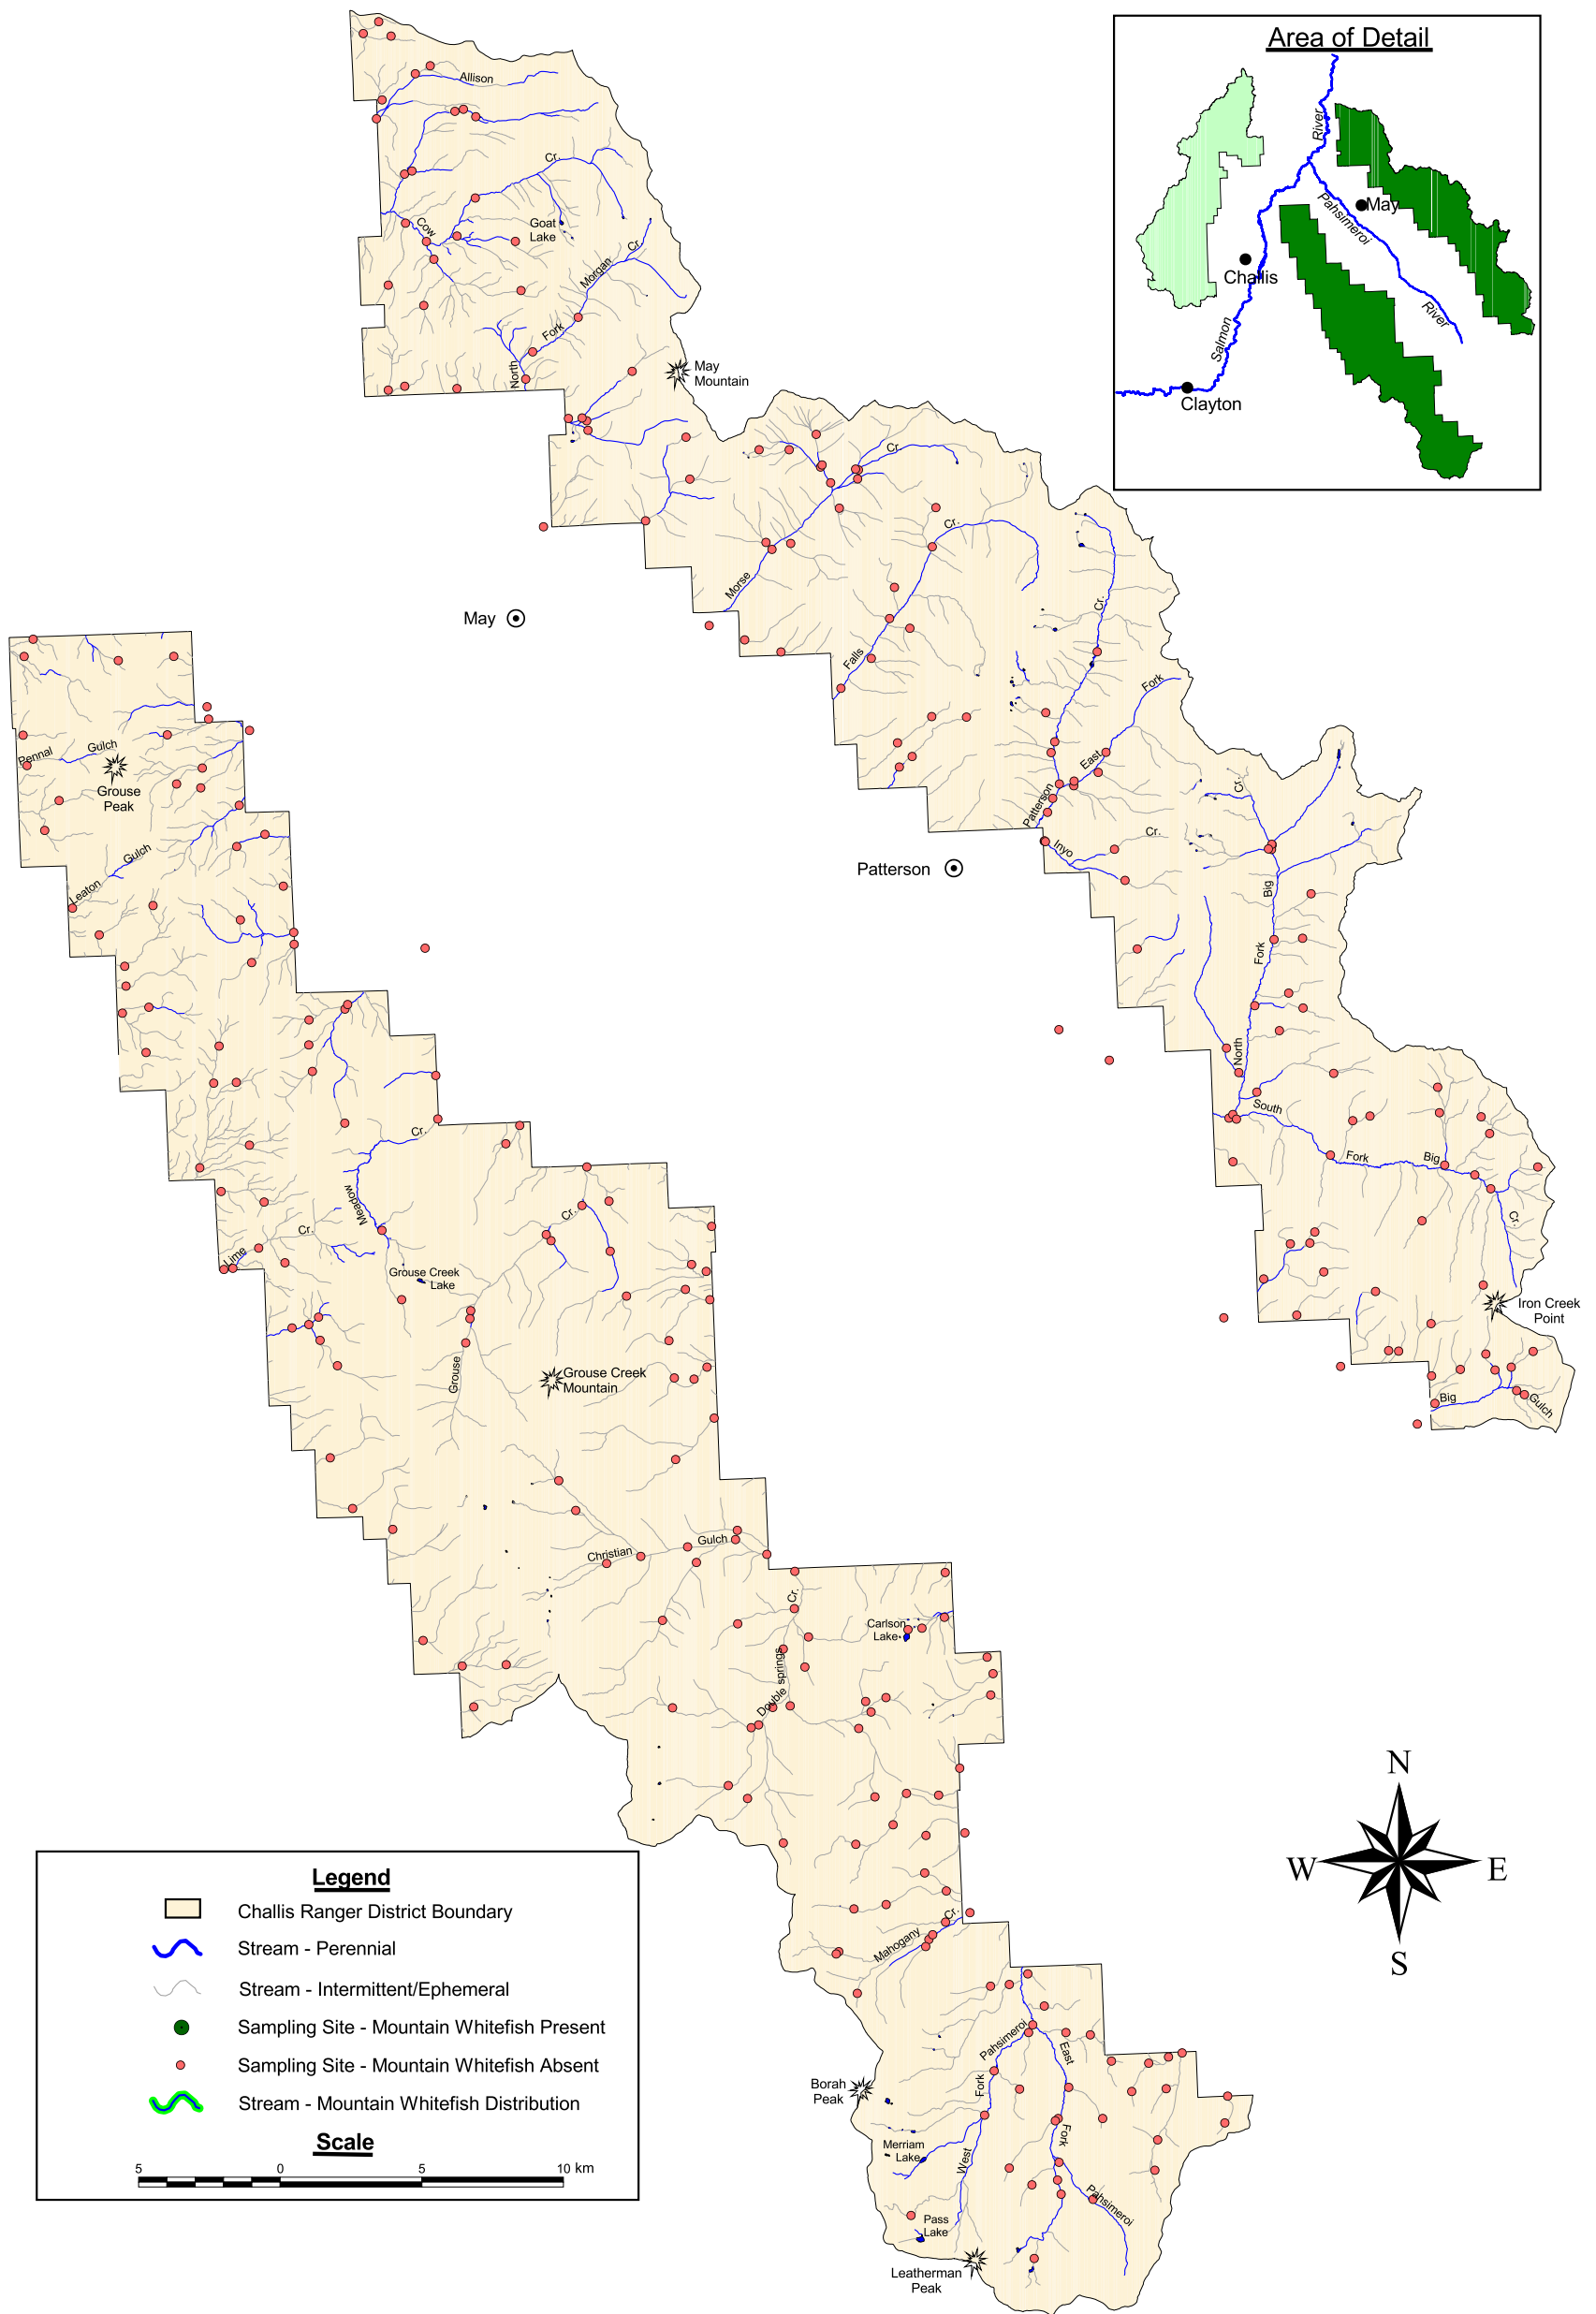 Area of Detail
River
Pahsimeroi
May
Challis
River
Salmon
Clayton
Allison
Cr.
Cow
Goat
Lake
Cr.
Morgan
Fork
North
May
Mountain
Cr.
Cr.
Morse
Falls
Cr.
Fork
East
Patterson
Inyo
Cr.
Cr.
Big
Fork
North
South
Fork
Big
Cr.
Iron Creek
Point
Big
Gulch
May
Patterson
Pennal
Gulch
Grouse
Peak
Gulch
Leaton
Cr.
Meadow
Cr.
Lime
Cr.
Grouse Creek
Lake
Grouse
Grouse Creek
Mountain
Christian
Gulch
Cr.
springs
Double
Carlson
Lake
Cr.
Mahogany
Pahsimeroi
Fork
West
East
Fork
Pahsimeroi
Borah
Peak
Merriam
Lake
Pass
Lake
Leatherman
Peak
N
W
E
S
Legend
Challis Ranger District Boundary
Stream - Perennial
Stream - Intermittent/Ephemeral
Sampling Site - Mountain Whitefish Present
Sampling Site - Mountain Whitefish Absent
Stream - Mountain Whitefish Distribution
Scale
5 0 5 10 km